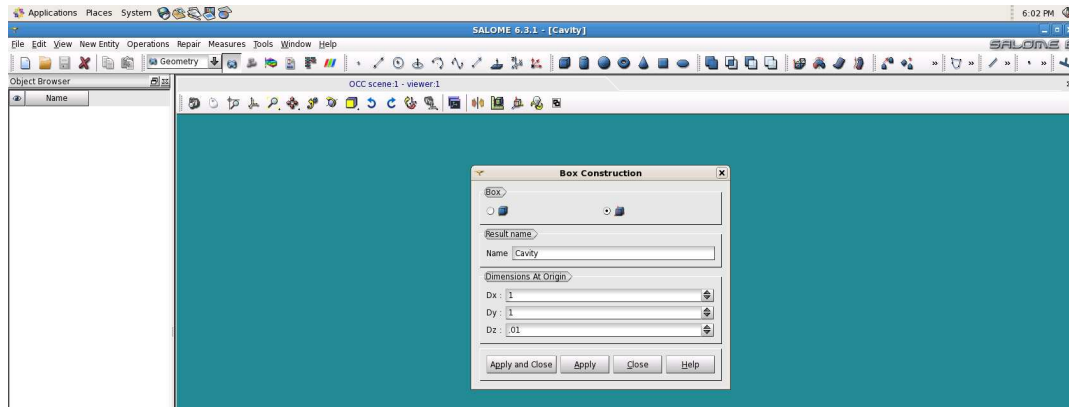 Applications Places System 6:02 PM
SALOME 6.3.1 - [Cavity]
File Edit View New Entity Operations Repair Measures Tools Window Help
SALOME
Geometry » » » »
Object Browser
OCC scene:1 - viewer:1
Name
Box Construction
Box
Result name
Name Cavity
Dimensions At Origin
Dx : 1
Dy : 1
Dz : .01
Apply and Close Apply Close Help